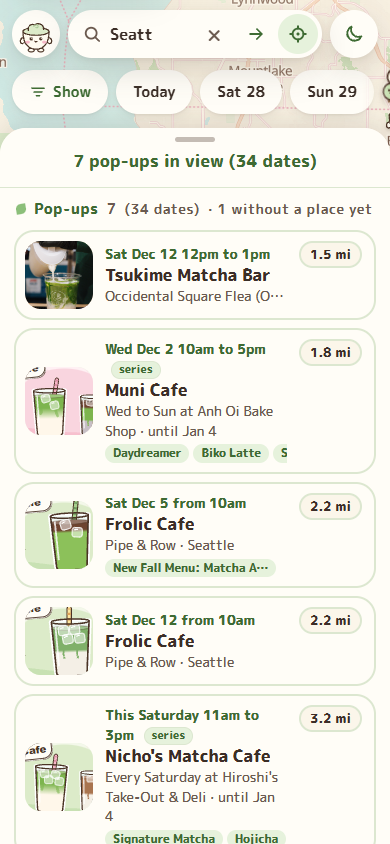 Seatt
Mountlake
Show
Today
Sat 28
Sun 29
7 pop-ups in view (34 dates)
Pop-ups 7 (34 dates) · 1 without a place yet
Sat Dec 12 12pm to 1pm
1.5 mi
Tsukime Matcha Bar
Occidental Square Flea (O···
Wed Dec 2 10am to 5pm
1.8 mi
series
Muni Cafe
Wed to Sun at Anh Oi Bake
Shop · until Jan 4
Daydreamer
Biko Latte
S
Sat Dec 5 from 10am
2.2 mi
Frolic Cafe
Pipe & Row · Seattle
New Fall Menu: Matcha A···
Sat Dec 12 from 10am
2.2 mi
Frolic Cafe
Pipe & Row · Seattle
This Saturday 11am to
3.2 mi
3pm series
Nicho's Matcha Cafe
Every Saturday at Hiroshi's
Take-Out & Deli · until Jan
4
Signature Matcha
Hojicha